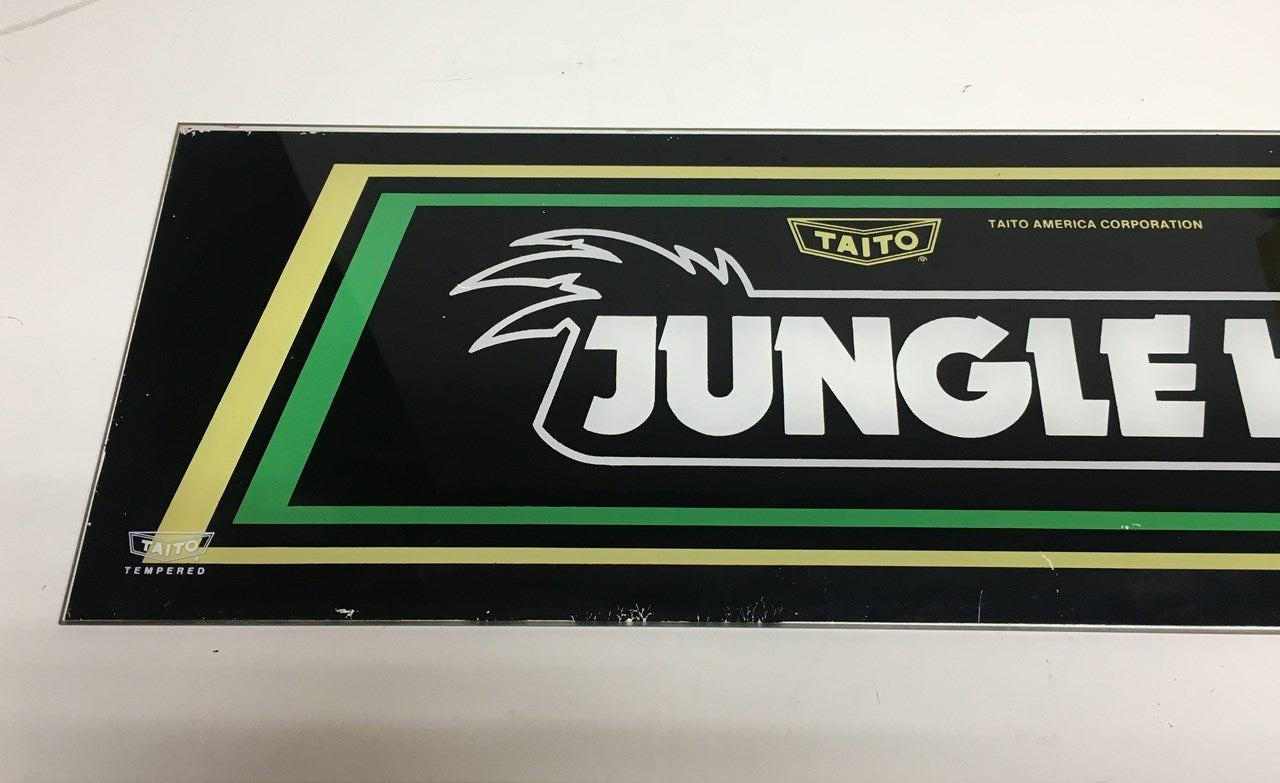 TAITO ®
TAITO AMERICA CORPORATION
JUNGLE
TAITO
TEMPERED